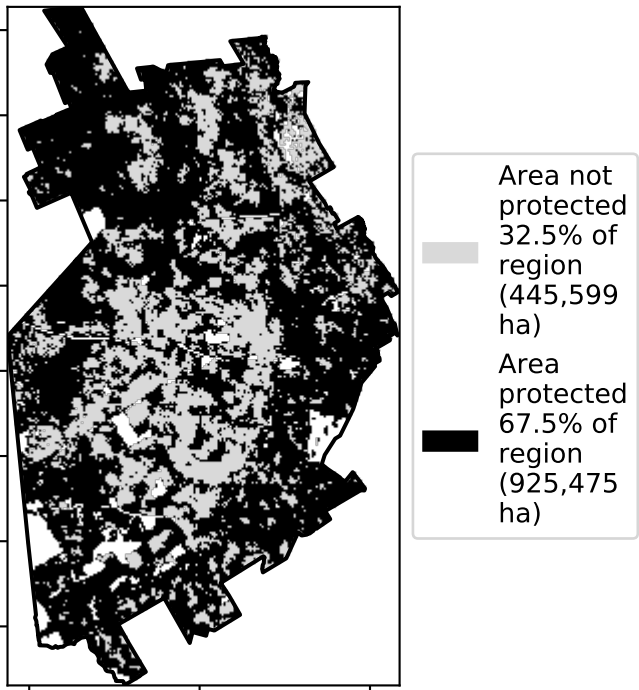 Area not
protected
32.5% of
region
(445,599
ha)
Area
protected
67.5% of
region
(925,475
ha)